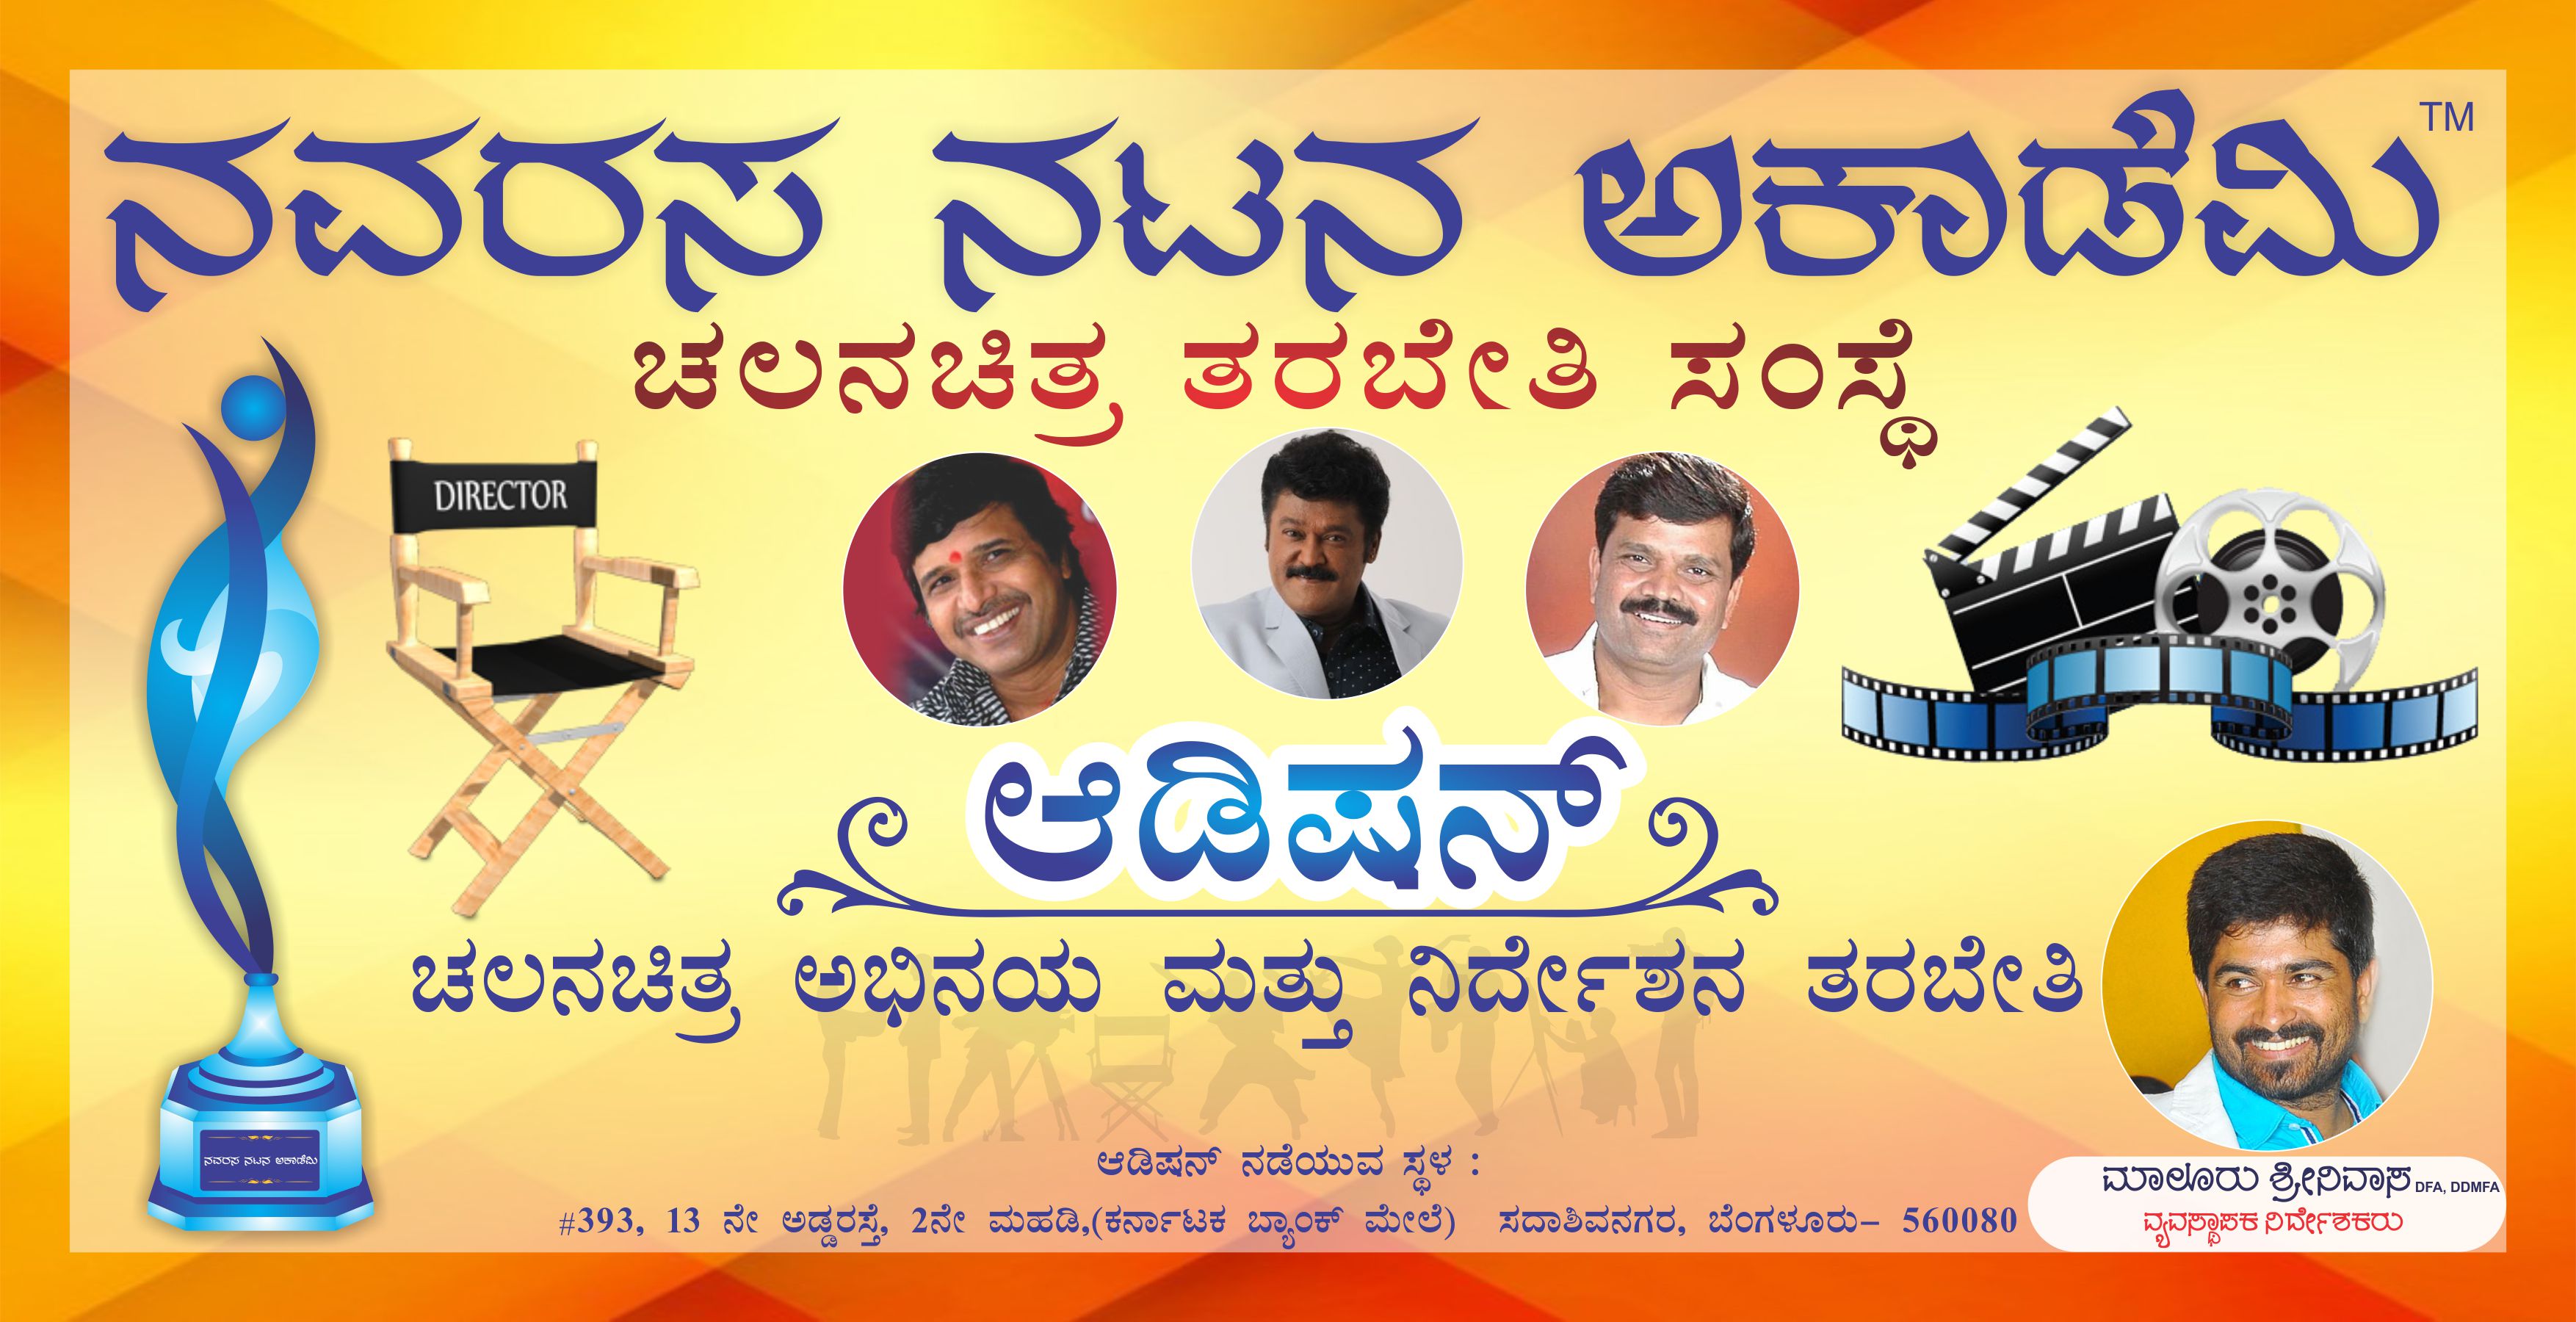 ನವರಸ ನಟನ ಅಕಾಡೆಮಿ TM
ಚಲನಚಿತ್ರ ತರಬೇತಿ ಸಂಸ್ಥೆ
DIRECTOR
ಆಡಿಷನ್
ಚಲನಚಿತ್ರ ಅಭಿನಯ ಮತ್ತು ನಿರ್ದೇಶನ ತರಬೇತಿ
ನವರಸ ನಟನ ಅಕಾಡೆಮಿ
ಆಡಿಷನ್ ನಡೆಯುವ ಸ್ಥಳ :
#393, 13 ನೇ ಅಡ್ಡರಸ್ತೆ, 2ನೇ ಮಹಡಿ,(ಕರ್ನಾಟಕ ಬ್ಯಾಂಕ್ ಮೇಲೆ) ಸದಾಶಿವನಗರ, ಬೆಂಗಳೂರು– 560080
ಮಾಲೂರು ಶ್ರೀನಿವಾಸ DFA, DDMFA
ವ್ಯವಸ್ಥಾಪಕ ನಿರ್ದೇಶಕರು